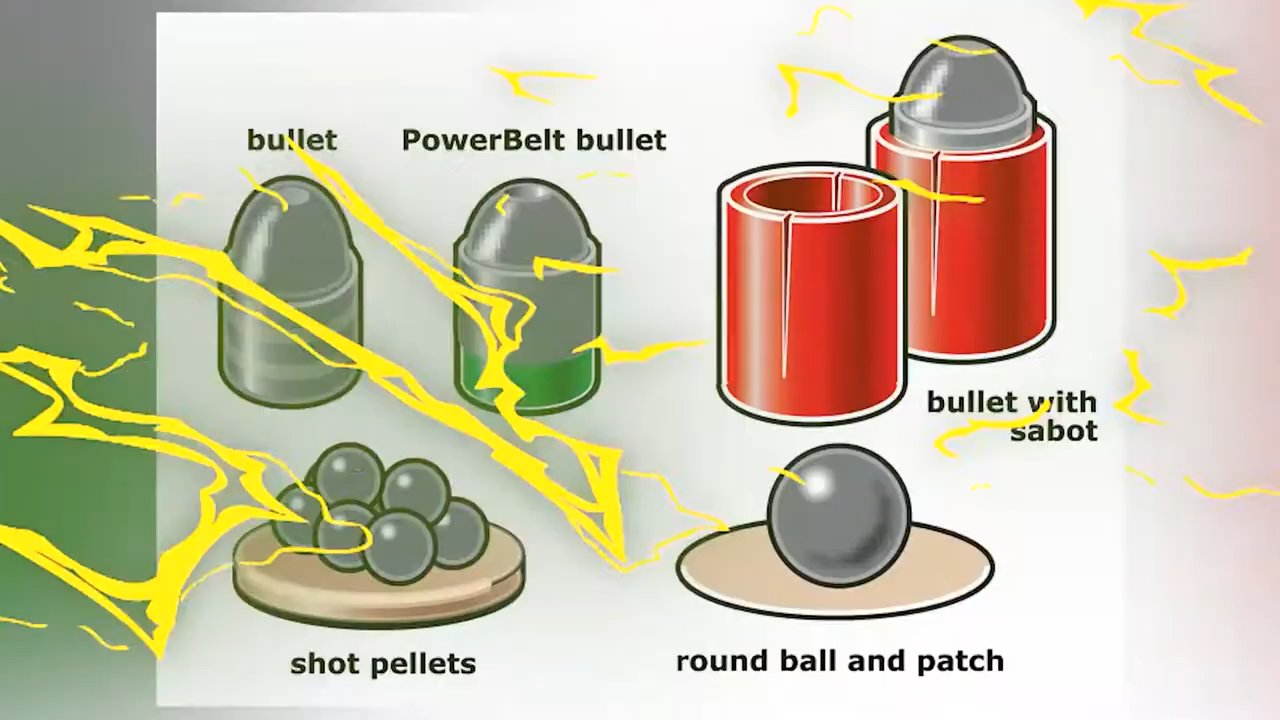 bullet
PowerBelt bullet
bullet with
sabot
shot pellets
round ball and patch